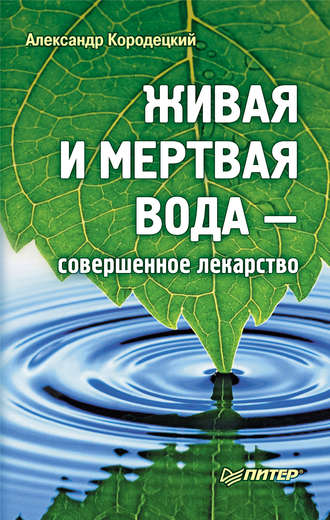 Александр Кородецкий
ЖИВАЯ
И МЕРТВАЯ
ВОДА –
совершенное лекарство
ПИТЕР®